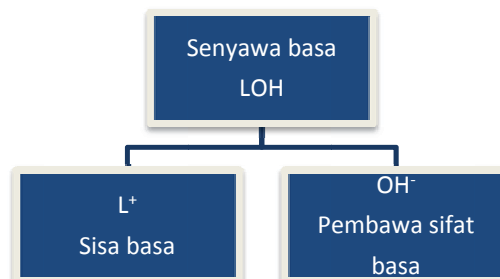 Senyawa basa
LOH
L⁺
Sisa basa
OH⁻
Pembawa sifat
basa